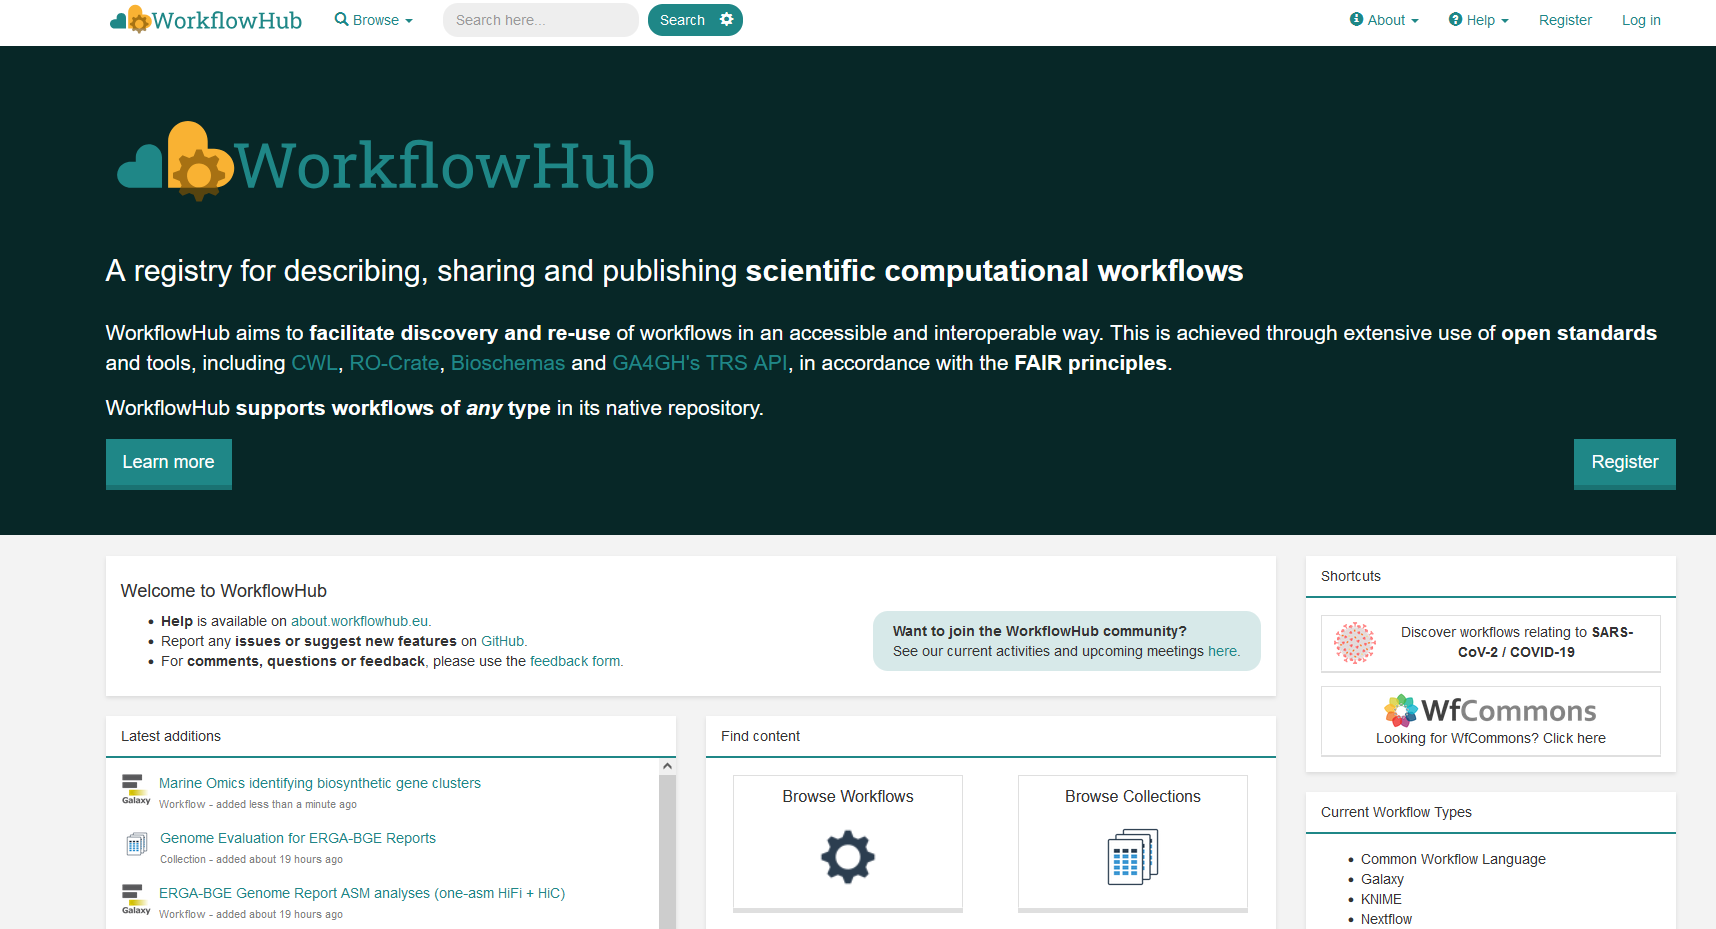 WorkflowHub
Browse
Search here...
Search
About
Help
Register
Log in
WorkflowHub
A registry for describing, sharing and publishing scientific computational workflows
WorkflowHub aims to facilitate discovery and re-use of workflows in an accessible and interoperable way. This is achieved through extensive use of open standards
and tools, including CWL, RO-Crate, Bioschemas and GA4GH's TRS API, in accordance with the FAIR principles.
WorkflowHub supports workflows of any type in its native repository.
Learn more
Register
Welcome to WorkflowHub
• Help is available on about.workflowhub.eu.
• Report any issues or suggest new features on GitHub.
• For comments, questions or feedback, please use the feedback form.
Want to join the WorkflowHub community?
See our current activities and upcoming meetings here.
Latest additions
Galaxy
Marine Omics identifying biosynthetic gene clusters
Workflow - added less than a minute ago
Genome Evaluation for ERGA-BGE Reports
Collection - added about 19 hours ago
Galaxy
ERGA-BGE Genome Report ASM analyses (one-asm HiFi + HiC)
Workflow - added about 19 hours ago
Find content
Browse Workflows
Browse Collections
Shortcuts
Discover workflows relating to SARS-
CoV-2 / COVID-19
WfCommons
Looking for WfCommons? Click here
Current Workflow Types
• Common Workflow Language
• Galaxy
• KNIME
• Nextflow